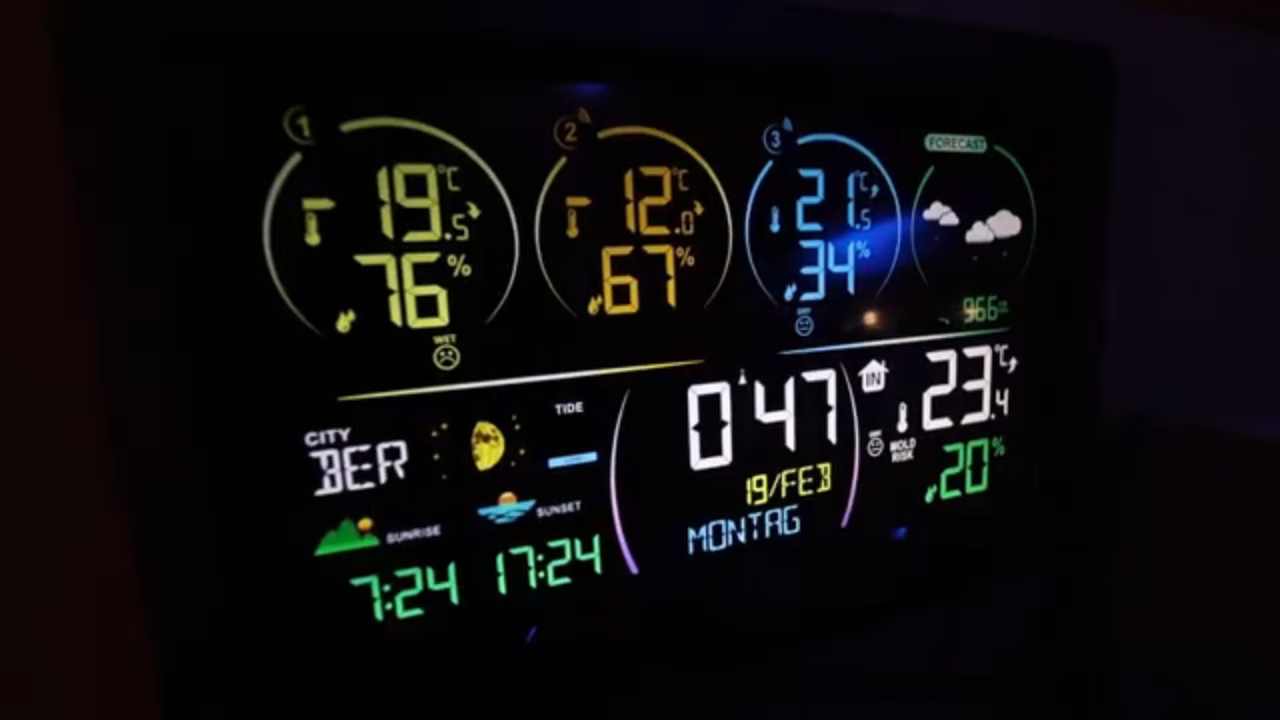 1
19.5 °C
76 %
WET
2
12.0 °C
67 %
3
21.5 °C
34 %
FORECAST
966
CITY
BER
TIDE
SUNRISE
7:24
SUNSET
17:24
0:47
19/FEB
MONTAG
IN
23.4 °C
MOLD
RISK
20 %